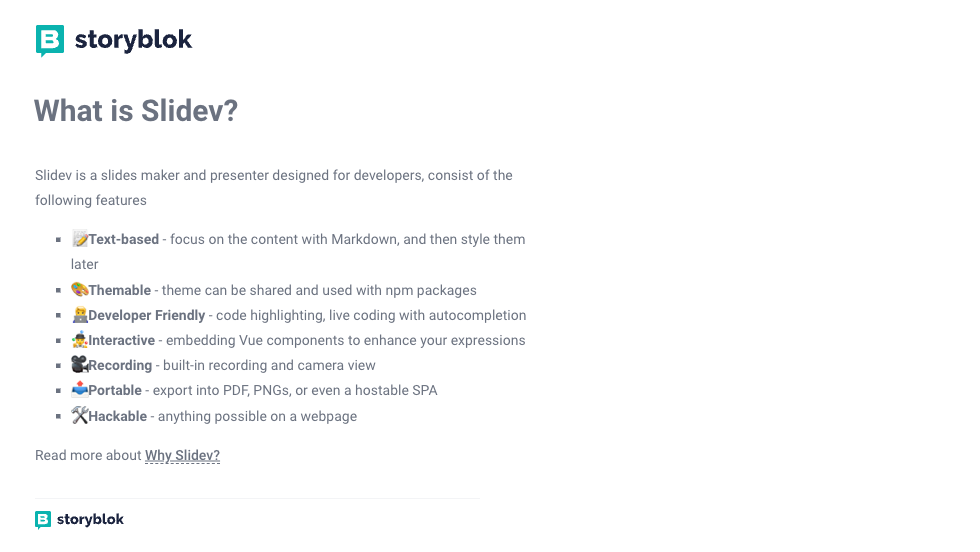 storyblok
What is Slidev?
Slidev is a slides maker and presenter designed for developers, consist of the
following features
📝Text-based - focus on the content with Markdown, and then style them
later
🎨Themable - theme can be shared and used with npm packages
🧑‍💻Developer Friendly - code highlighting, live coding with autocompletion
🤹Interactive - embedding Vue components to enhance your expressions
🎥Recording - built-in recording and camera view
📤Portable - export into PDF, PNGs, or even a hostable SPA
🛠Hackable - anything possible on a webpage
Read more about Why Slidev?
storyblok